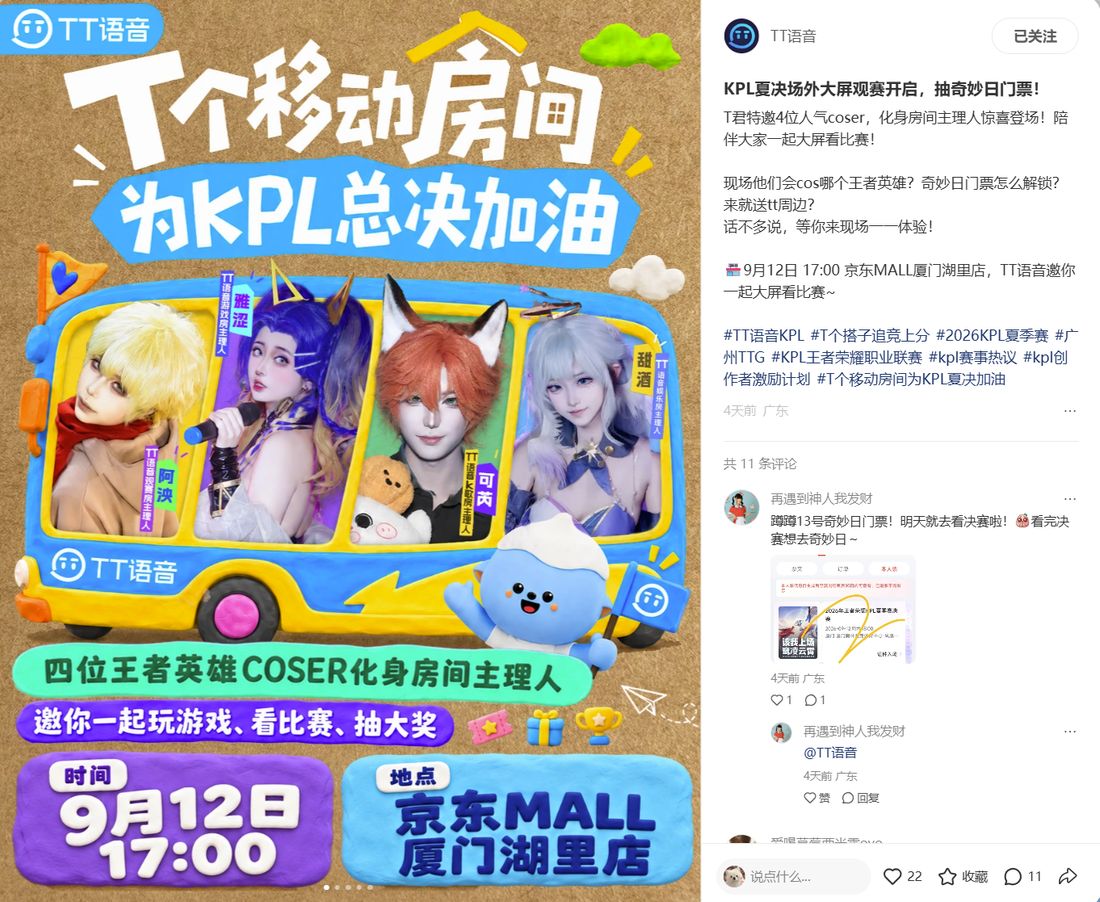 TT语音
T个移动房间
为KPL总决加油
TT语音游戏房主理人
雅涩
TT语音观赛房主理人
阿泱
TT语音K歌房主理人
可芮
甜酒
TT语音娱乐房主理人
TT语音
四位王者英雄COSER化身房间主理人
邀你一起玩游戏、看比赛、抽大奖
时间
9月12日
17:00
地点
京东MALL
厦门湖里店
TT语音
已关注
KPL夏决场外大屏观赛开启，抽奇妙日门票！
T君特邀4位人气coser，化身房间主理人惊喜登场！陪
伴大家一起大屏看比赛！
现场他们会cos哪个王者英雄？奇妙日门票怎么解锁？
来就送tt周边？
话不多说，等你来现场一一体验！
9月12日 17:00 京东MALL厦门湖里店，TT语音邀你
一起大屏看比赛~
#TT语音KPL #T个搭子追竞上分 #2026KPL夏季赛 #广
州TTG #KPL王者荣耀职业联赛 #kpl赛事热议 #kpl创
作者激励计划 #T个移动房间为KPL夏决加油
4天前 广东
共 11 条评论
再遇到神人我发财
蹲蹲13号奇妙日门票！明天就去看决赛啦！看完决
赛想去奇妙日~
4天前 广东
1
1
再遇到神人我发财
@TT语音
4天前 广东
赞
回复
说点什么...
22
收藏
11